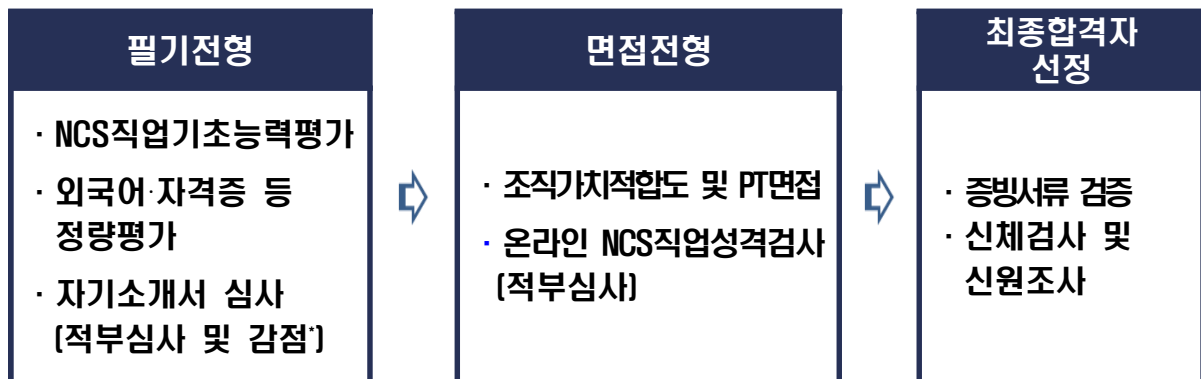 필기전형
· NCS직업기초능력평가
· 외국어·자격증 등
정량평가
· 자기소개서 심사
(적부심사 및 감점*)
면접전형
· 조직가치적합도 및 PT면접
· 온라인 NCS직업성격검사
(적부심사)
최종합격자
선정
· 증빙서류 검증
· 신체검사 및
신원조사